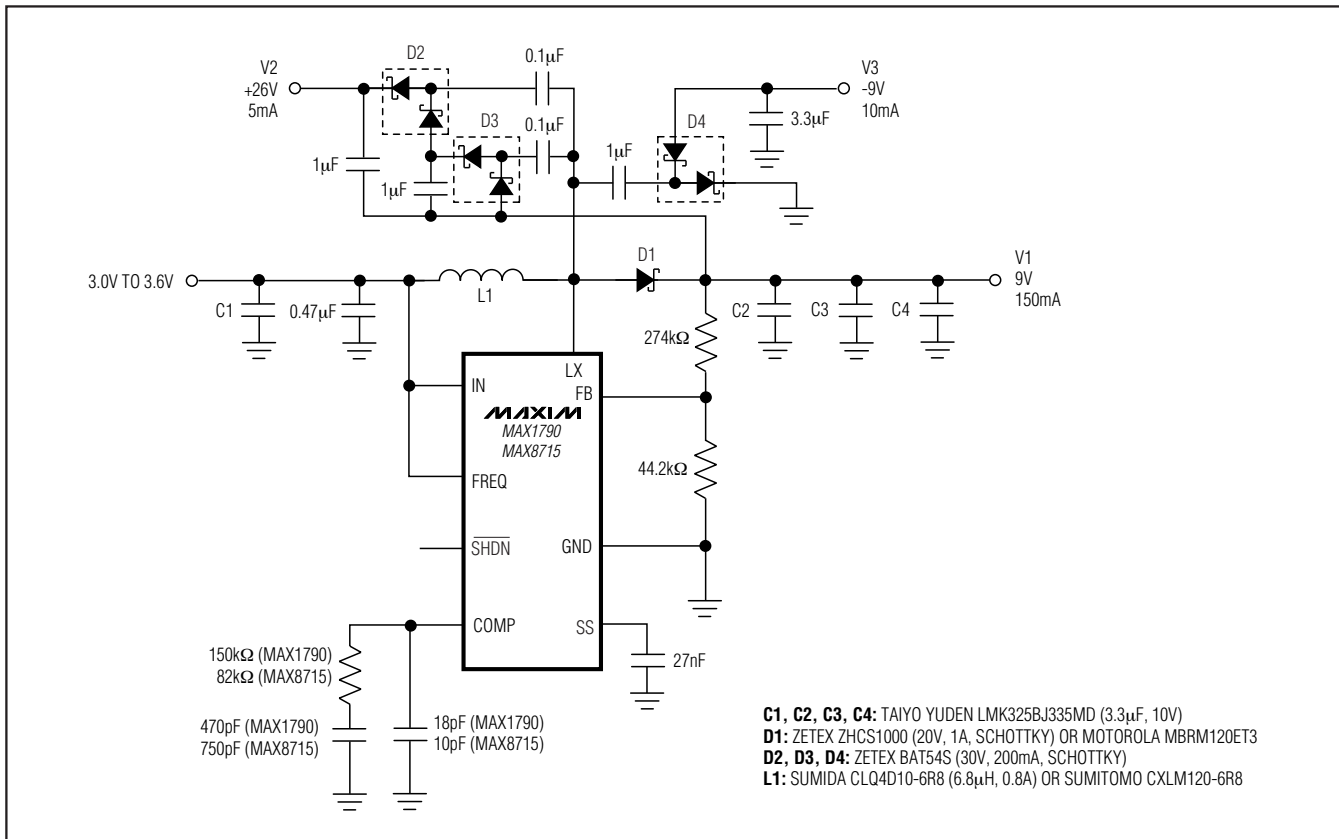 V2
+26V
5mA
D2
0.1µF
D3
0.1µF
1µF
1µF
1µF
D4
V3
-9V
10mA
3.3µF
3.0V TO 3.6V
C1
0.47µF
L1
D1
V1
9V
150mA
C2
C3
C4
274kΩ
44.2kΩ
LX
IN
FB
MAXIM
MAX1790
MAX8715
FREQ
SHDN
GND
COMP
SS
27nF
150kΩ (MAX1790)
82kΩ (MAX8715)
470pF (MAX1790)
750pF (MAX8715)
18pF (MAX1790)
10pF (MAX8715)
C1, C2, C3, C4: TAIYO YUDEN LMK325BJ335MD (3.3µF, 10V)
D1: ZETEX ZHCS1000 (20V, 1A, SCHOTTKY) OR MOTOROLA MBRM120ET3
D2, D3, D4: ZETEX BAT54S (30V, 200mA, SCHOTTKY)
L1: SUMIDA CLQ4D10-6R8 (6.8µH, 0.8A) OR SUMITOMO CXLM120-6R8